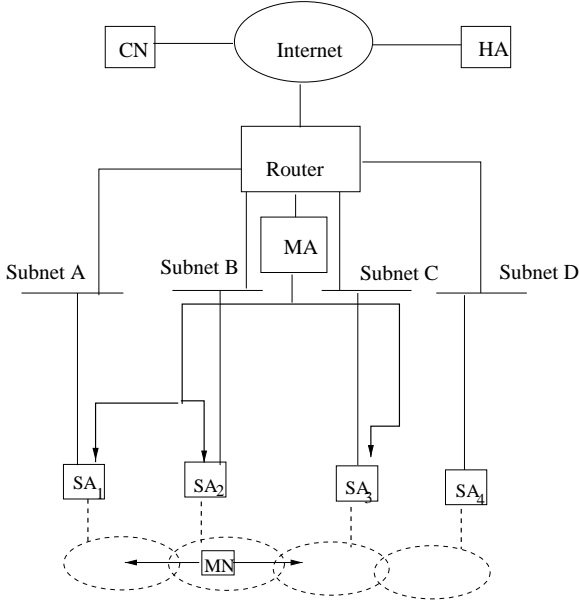 CN
Internet
HA
Router
MA
Subnet A
Subnet B
Subnet C
Subnet D
SA1
SA2
SA3
SA4
MN